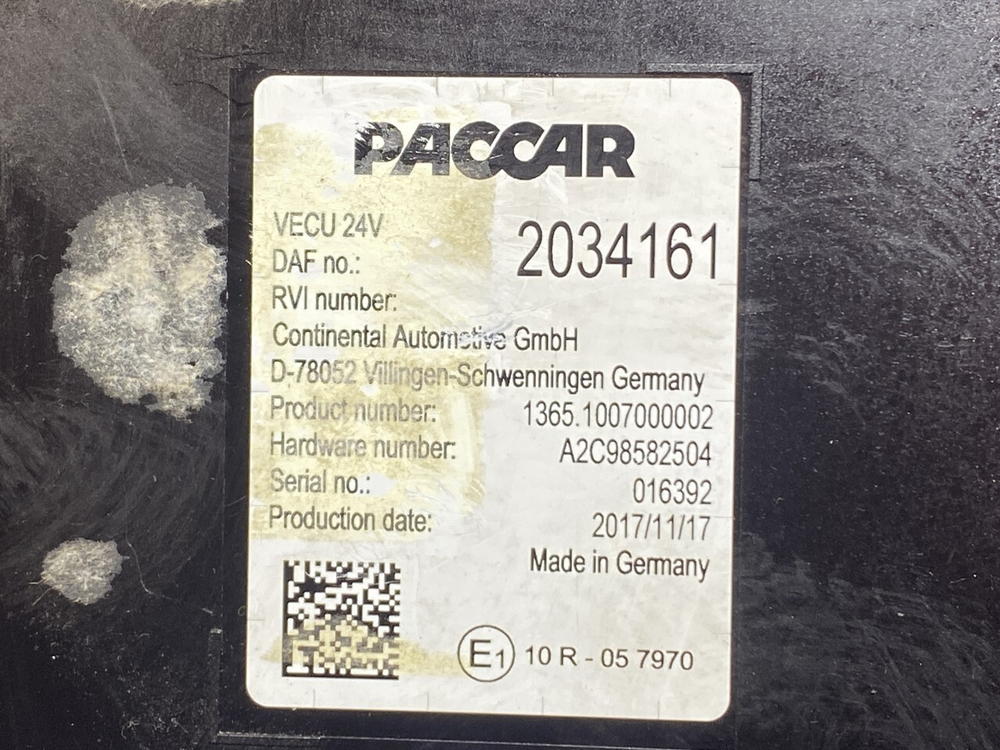 PACCAR
VECU 24V
DAF no.: 2034161
RVI number:
Continental Automotive GmbH
D-78052 Villingen-Schwenningen Germany
Product number: 1365.1007000002
Hardware number: A2C98582504
Serial no.: 016392
Production date: 2017/11/17
Made in Germany
E1 10 R - 05 7970